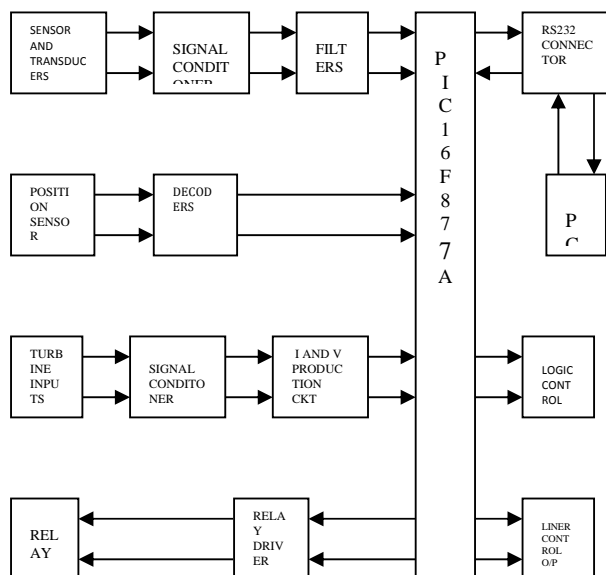 SENSOR
AND
TRANSDUC
ERS
SIGNAL
CONDIT
ONER
FILT
ERS
P
I
C
1
6
F
8
7
7
A
RS232
CONNEC
TOR
POSITI
ON
SENSO
R
DECOD
ERS
P
C
TURB
INE
INPU
TS
SIGNAL
CONDITO
NER
I AND V
PRODUC
TION
CKT
LOGIC
CONT
ROL
REL
AY
RELA
Y
DRIV
ER
LINER
CONT
ROL
O/P